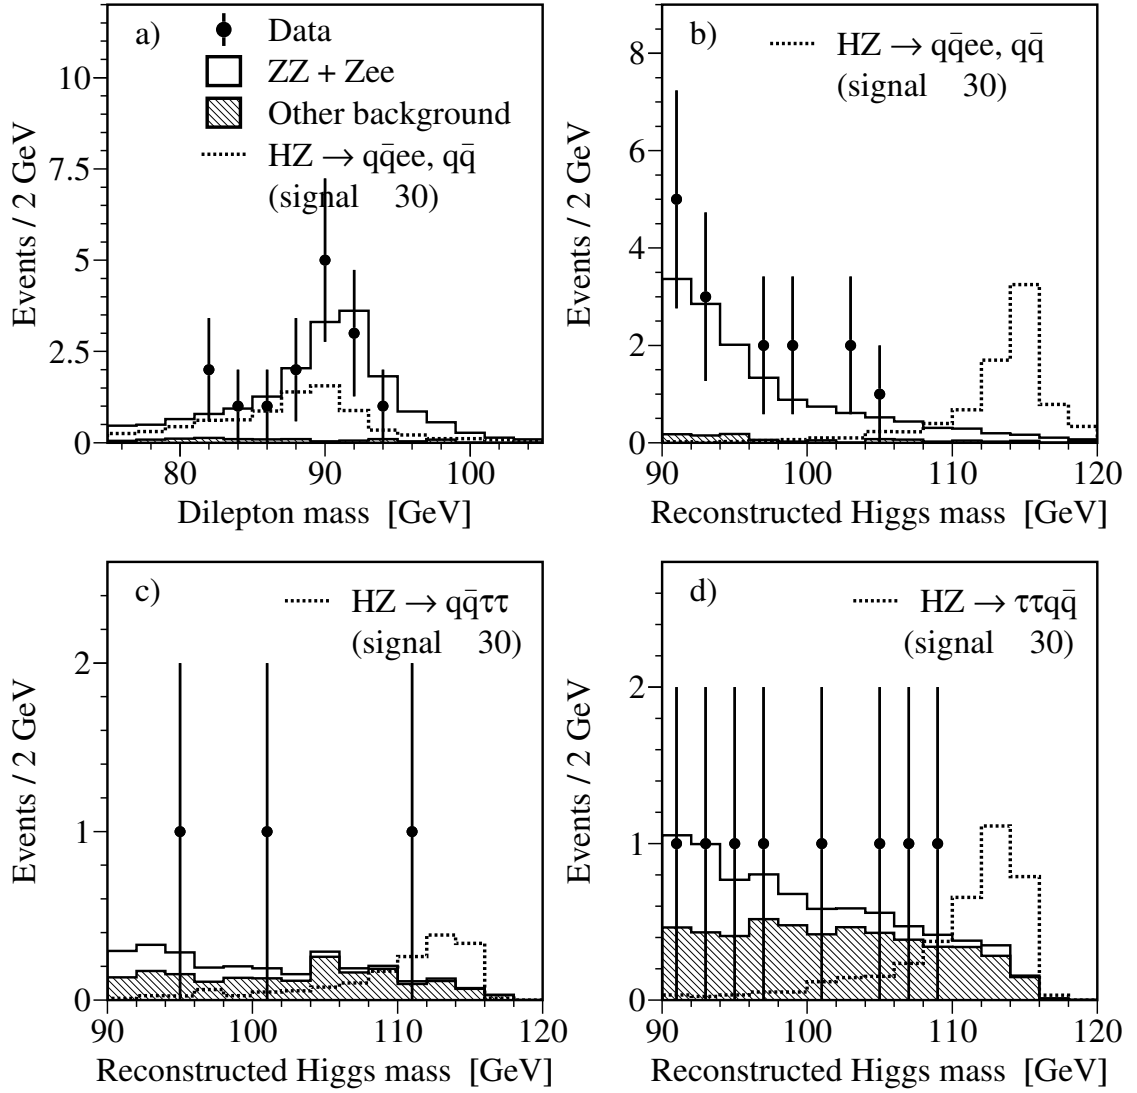 a)
Data
ZZ + Zee
Other background
HZ → qq̄ee, qq̄
(signal 30)
Events / 2 GeV
10
7.5
5
2.5
0
80 90 100
Dilepton mass [GeV]
b)
HZ → qq̄ee, qq̄
(signal 30)
Events / 2 GeV
8
6
4
2
0
90 100 110 120
Reconstructed Higgs mass [GeV]
c)
HZ → qq̄ττ
(signal 30)
Events / 2 GeV
2
1
0
90 100 110 120
Reconstructed Higgs mass [GeV]
d)
HZ → ττqq̄
(signal 30)
Events / 2 GeV
2
1
0
90 100 110 120
Reconstructed Higgs mass [GeV]